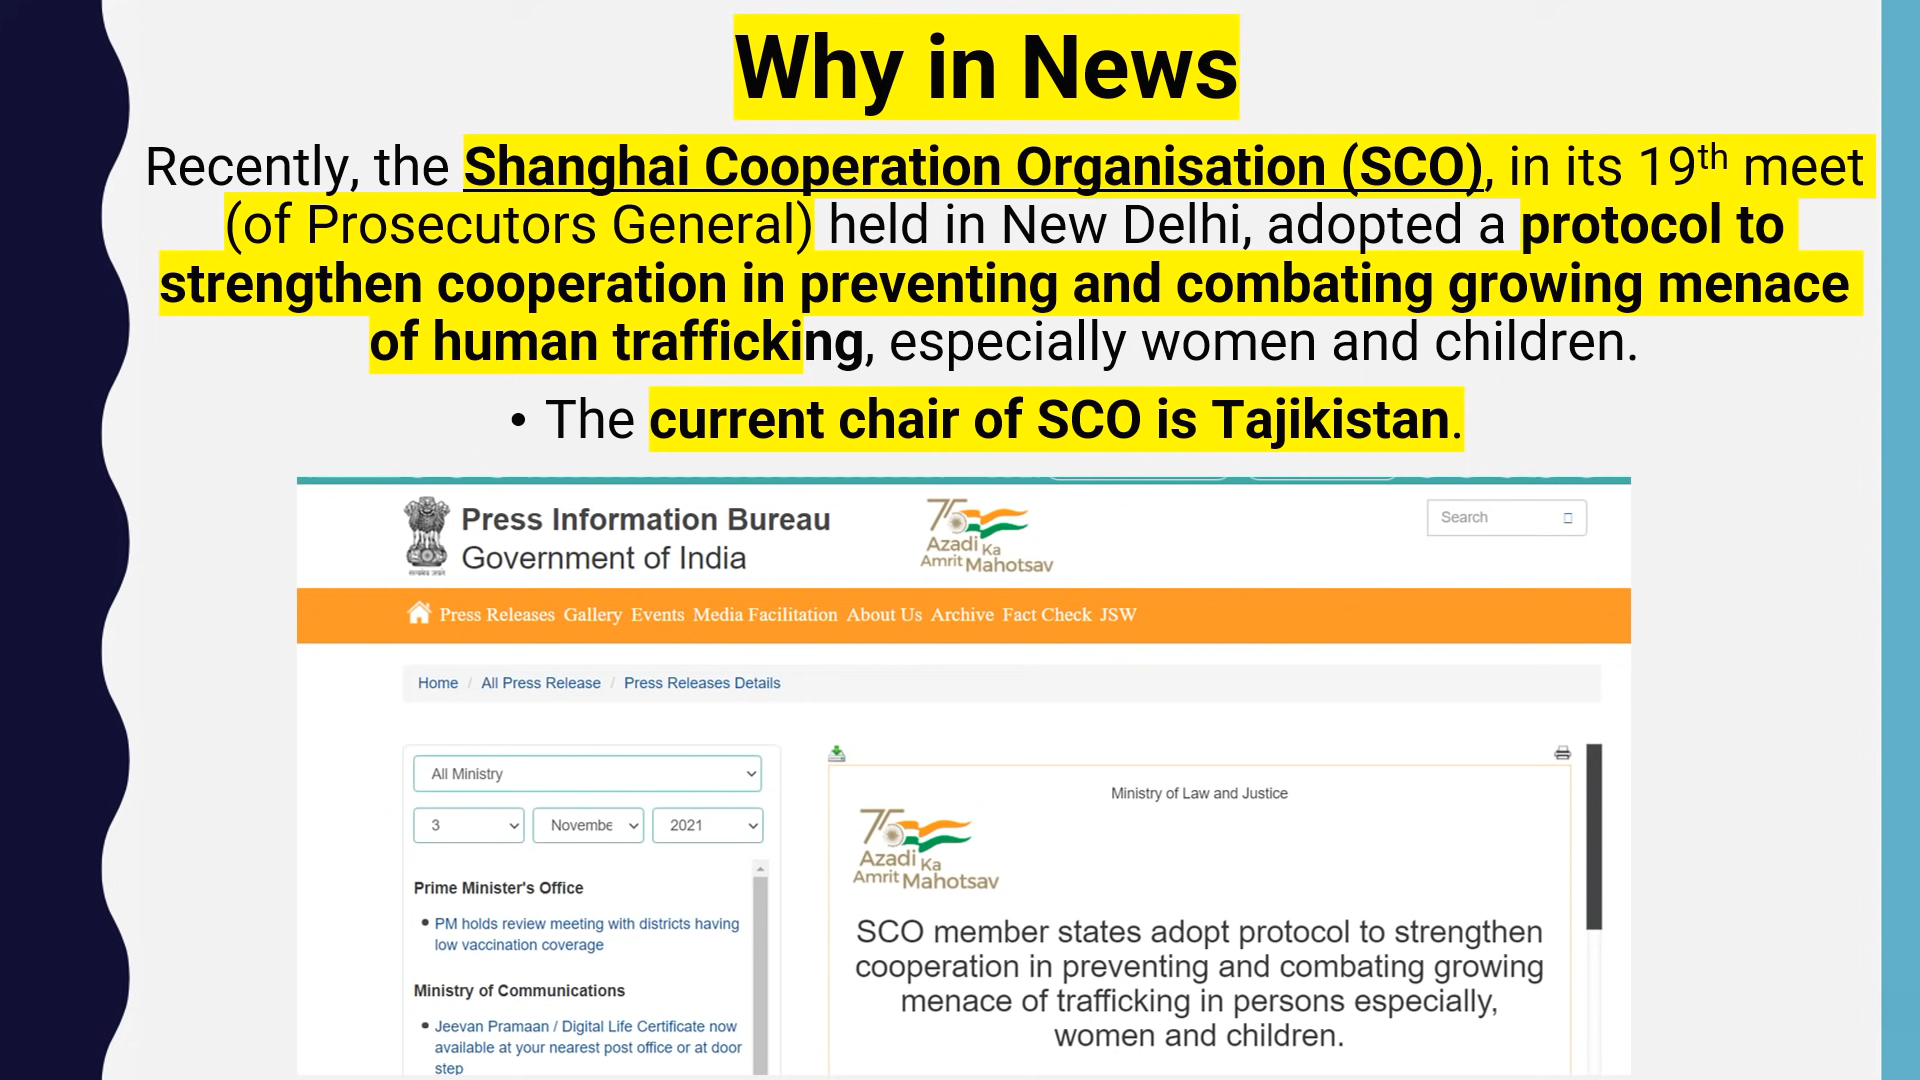 Why in News
Recently, the Shanghai Cooperation Organisation (SCO), in its 19th meet
(of Prosecutors General) held in New Delhi, adopted a protocol to
strengthen cooperation in preventing and combating growing menace
of human trafficking, especially women and children.
• The current chair of SCO is Tajikistan.
Press Information Bureau
Government of India
75
Azadi Ka
Amrit Mahotsav
Search
Press Releases Gallery Events Media Facilitation About Us Archive Fact Check JSW
Home / All Press Release / Press Releases Details
All Ministry
3 Novembe 2021
Prime Minister's Office
• PM holds review meeting with districts having
low vaccination coverage
Ministry of Communications
• Jeevan Pramaan / Digital Life Certificate now
available at your nearest post office or at door
step
Ministry of Law and Justice
75
Azadi Ka
Amrit Mahotsav
SCO member states adopt protocol to strengthen
cooperation in preventing and combating growing
menace of trafficking in persons especially,
women and children.